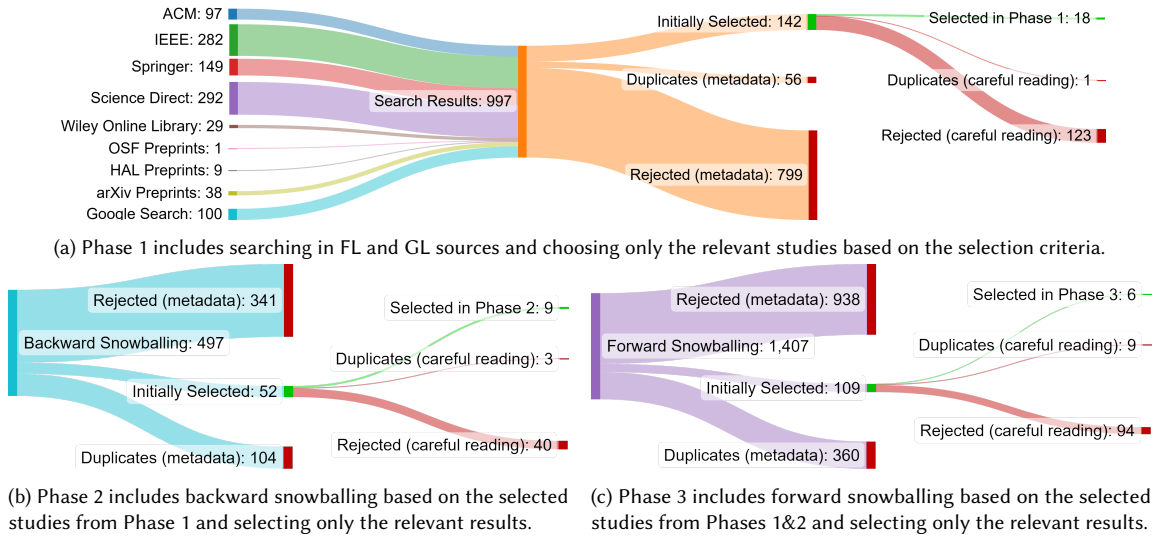 ACM: 97
IEEE: 282
Springer: 149
Science Direct: 292
Wiley Online Library: 29
OSF Preprints: 1
HAL Preprints: 9
arXiv Preprints: 38
Google Search: 100
Search Results: 997
Initially Selected: 142
Duplicates (metadata): 56
Rejected (metadata): 799
Selected in Phase 1: 18
Duplicates (careful reading): 1
Rejected (careful reading): 123
(a) Phase 1 includes searching in FL and GL sources and choosing only the relevant studies based on the selection criteria.
Rejected (metadata): 341
Backward Snowballing: 497
Initially Selected: 52
Duplicates (metadata): 104
Selected in Phase 2: 9
Duplicates (careful reading): 3
Rejected (careful reading): 40
(b) Phase 2 includes backward snowballing based on the selected
studies from Phase 1 and selecting only the relevant results.
Rejected (metadata): 938
Forward Snowballing: 1,407
Initially Selected: 109
Duplicates (metadata): 360
Selected in Phase 3: 6
Duplicates (careful reading): 9
Rejected (careful reading): 94
(c) Phase 3 includes forward snowballing based on the selected
studies from Phases 1&2 and selecting only the relevant results.